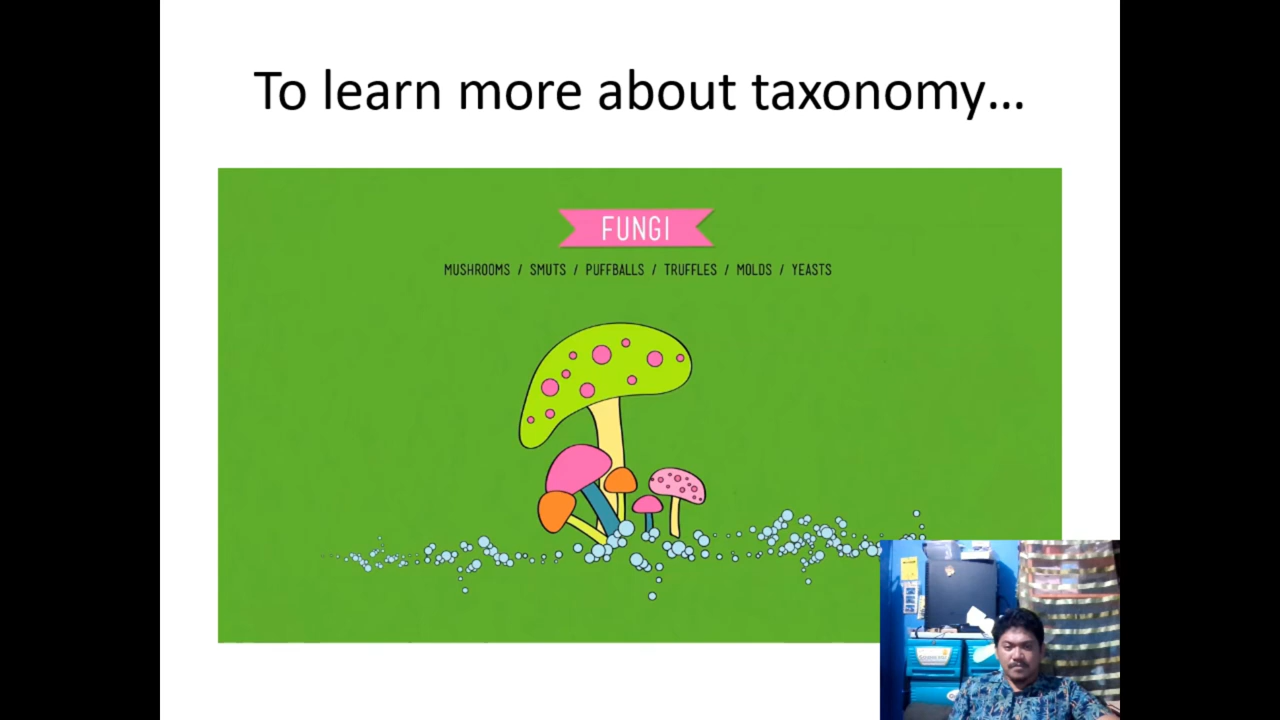 To learn more about taxonomy...
FUNGI
MUSHROOMS / SMUTS / PUFFBALLS / TRUFFLES / MOLDS / YEASTS